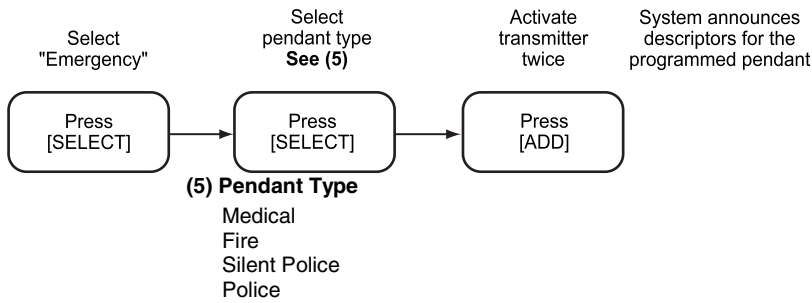 Select
"Emergency"
Select
pendant type
See (5)
Activate
transmitter
twice
System announces
descriptors for the
programmed pendant
Press
[SELECT]
Press
[SELECT]
Press
[ADD]
(5) Pendant Type
Medical
Fire
Silent Police
Police